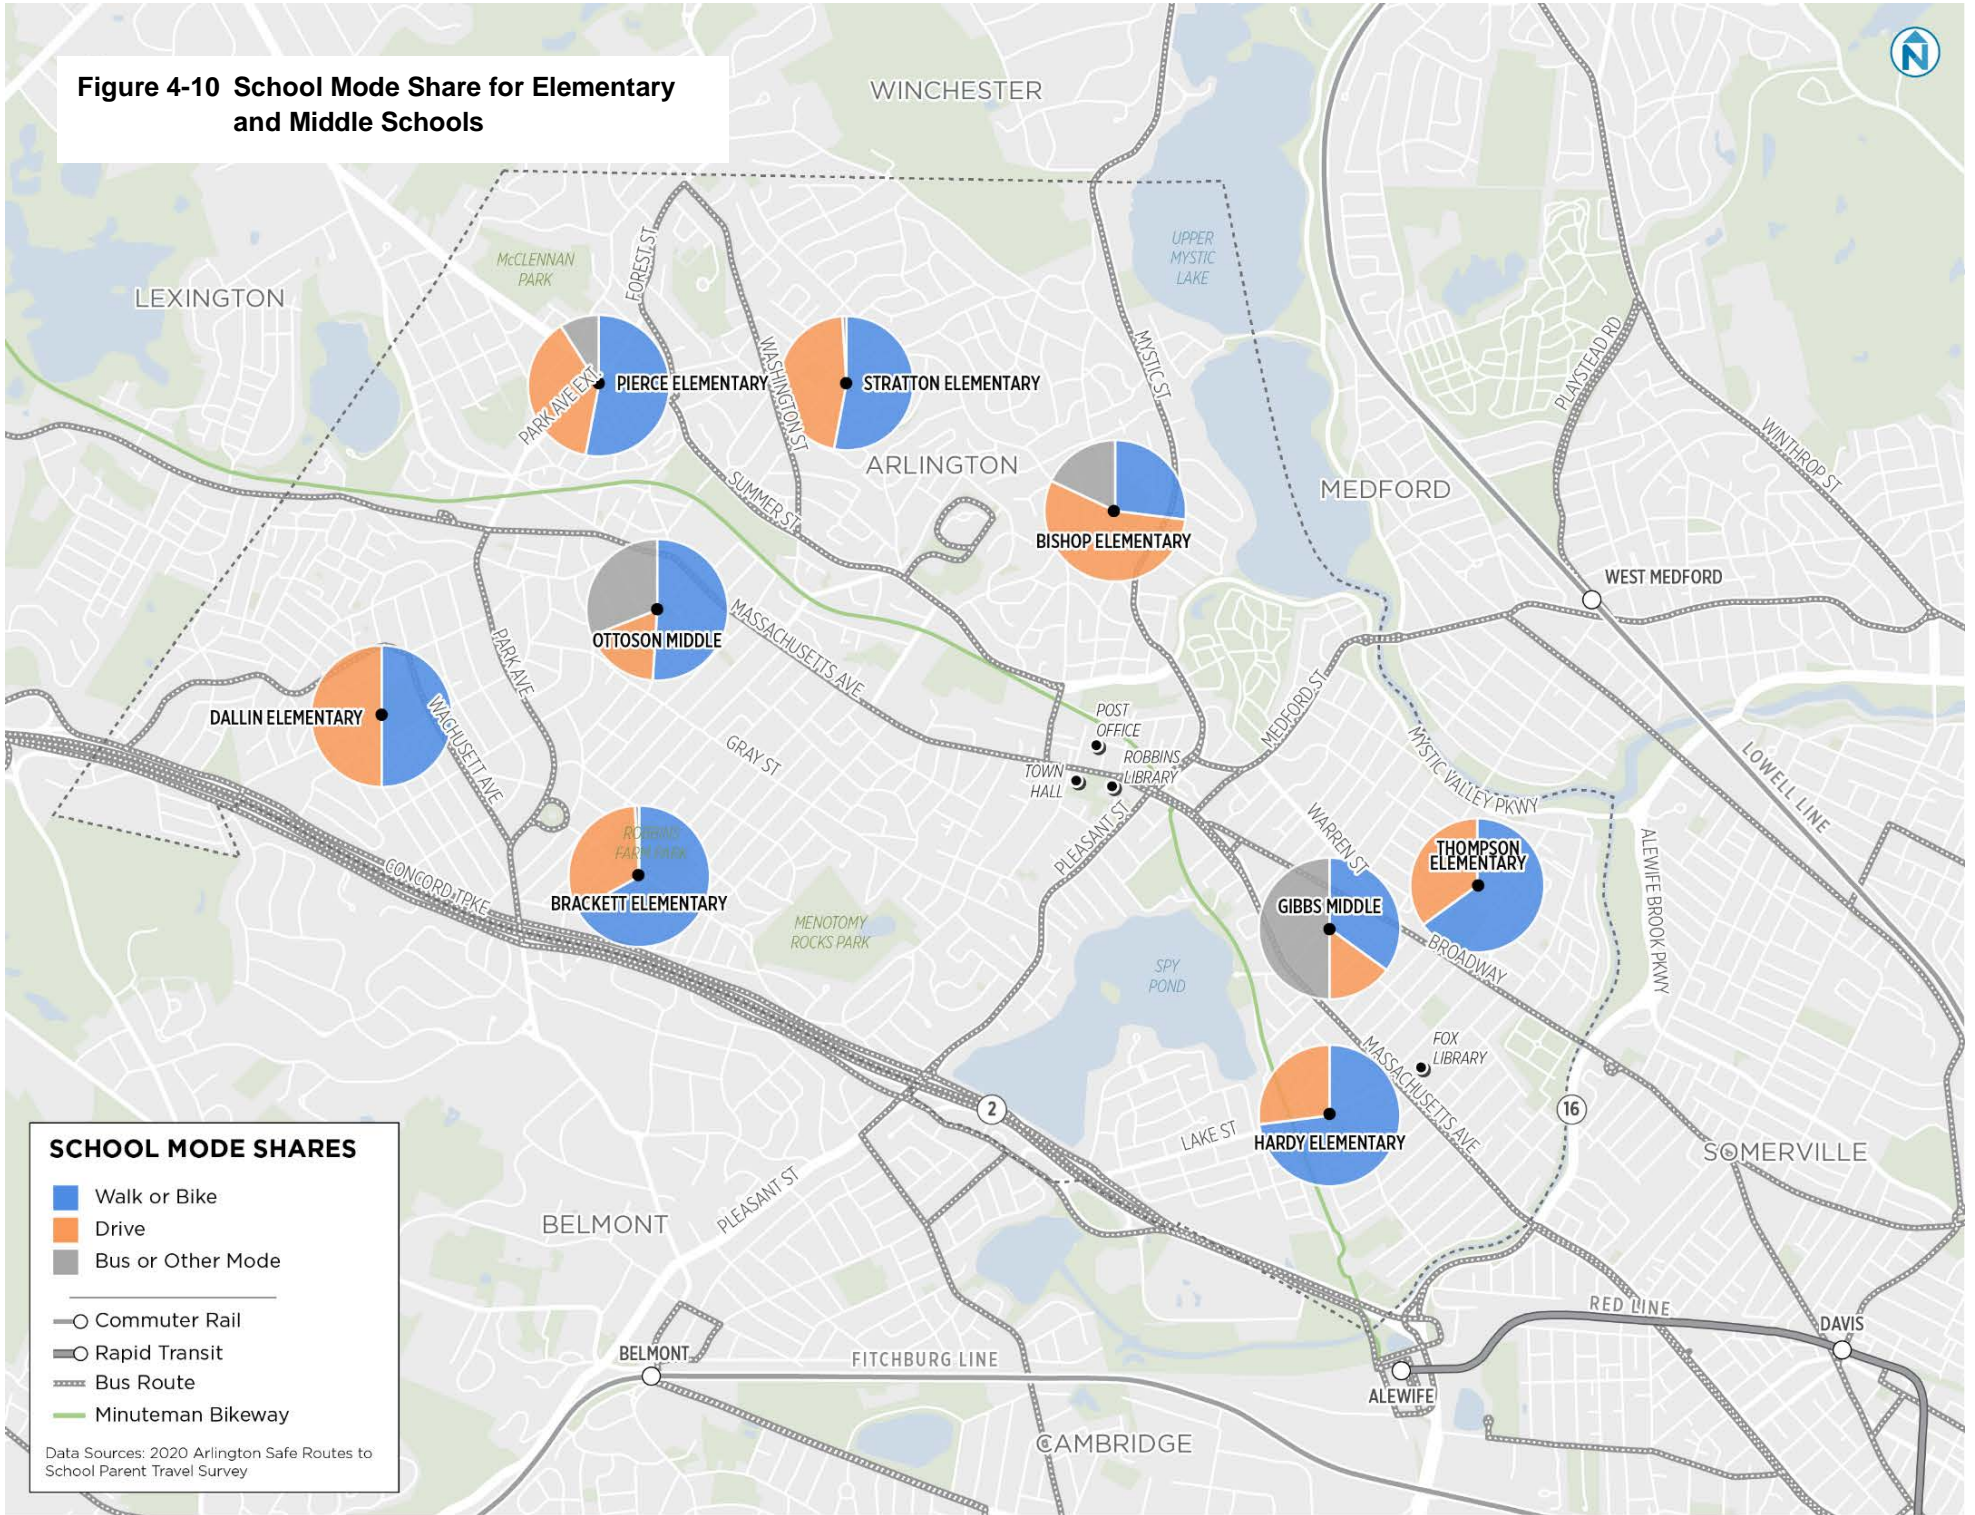 Figure 4-10 School Mode Share for Elementary
and Middle Schools
N
WINCHESTER
McCLENNAN
PARK
FOREST ST
UPPER
MYSTIC
LAKE
LEXINGTON
PARK AVE EXT.
PIERCE ELEMENTARY
WASHINGTON ST
STRATTON ELEMENTARY
MYSTIC ST
PLAYSTEAD RD
WINTHROP ST
ARLINGTON
MEDFORD
SUMMER ST
BISHOP ELEMENTARY
WEST MEDFORD
OTTOSON MIDDLE
MASSACHUSETTS AVE
PARK AVE
DALLIN ELEMENTARY
WACHUSETT AVE
GRAY ST
POST
OFFICE
ROBBINS
LIBRARY
TOWN
HALL
MEDFORD ST
MYSTIC VALLEY PKWY
LOWELL LINE
PLEASANT ST
WARREN ST
ALEWIFE BROOK PKWY
ROBBINS
FARM PARK
BRACKETT ELEMENTARY
CONCORD TPKE
MENOTOMY
ROCKS PARK
THOMPSON
ELEMENTARY
GIBBS MIDDLE
BROADWAY
SPY
POND
FOX
LIBRARY
MASSACHUSETTS AVE
2
16
LAKE ST
HARDY ELEMENTARY
SOMERVILLE
BELMONT
PLEASANT ST
RED LINE
DAVIS
BELMONT
FITCHBURG LINE
ALEWIFE
CAMBRIDGE
SCHOOL MODE SHARES
Walk or Bike
Drive
Bus or Other Mode
Commuter Rail
Rapid Transit
Bus Route
Minuteman Bikeway
Data Sources: 2020 Arlington Safe Routes to
School Parent Travel Survey